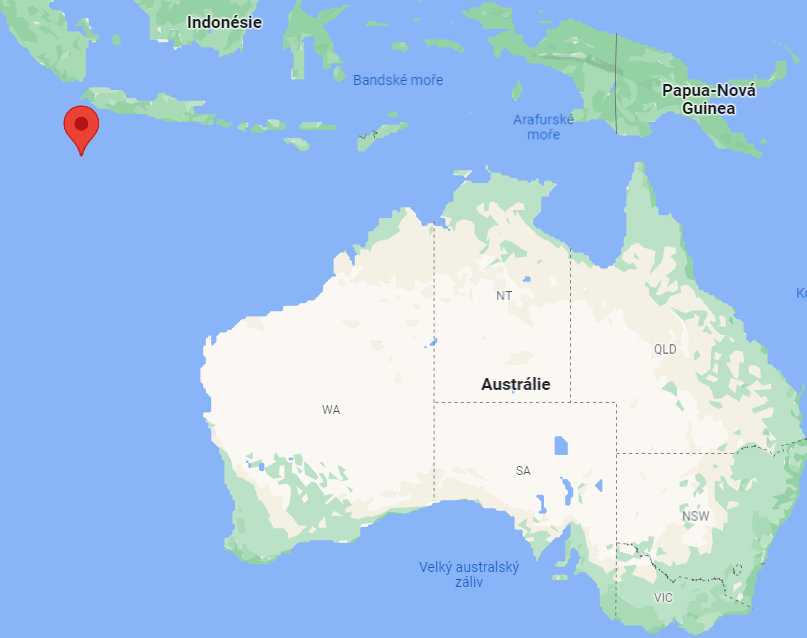 Indonésie
Bandské moře
Papua-Nová
Guinea
Arafurské
moře
NT
QLD
Austrálie
WA
SA
NSW
Velký australský
záliv
VIC